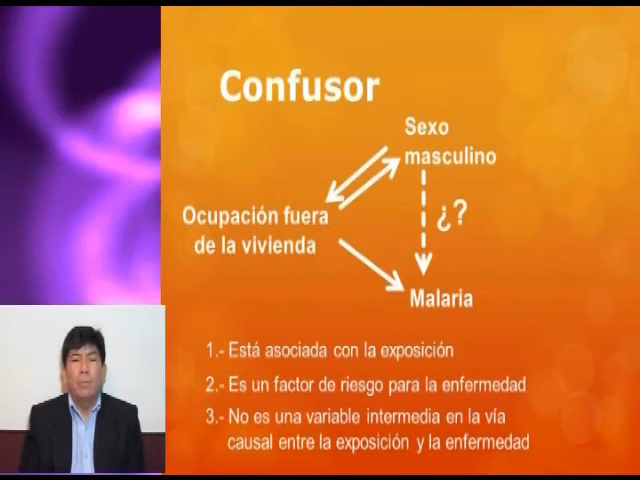 Confusor
Sexo
masculino
Ocupación fuera
de la vivienda
¿?
Malaria
1.- Está asociada con la exposición
2.- Es un factor de riesgo para la enfermedad
3.- No es una variable intermedia en la vía
causal entre la exposición y la enfermedad